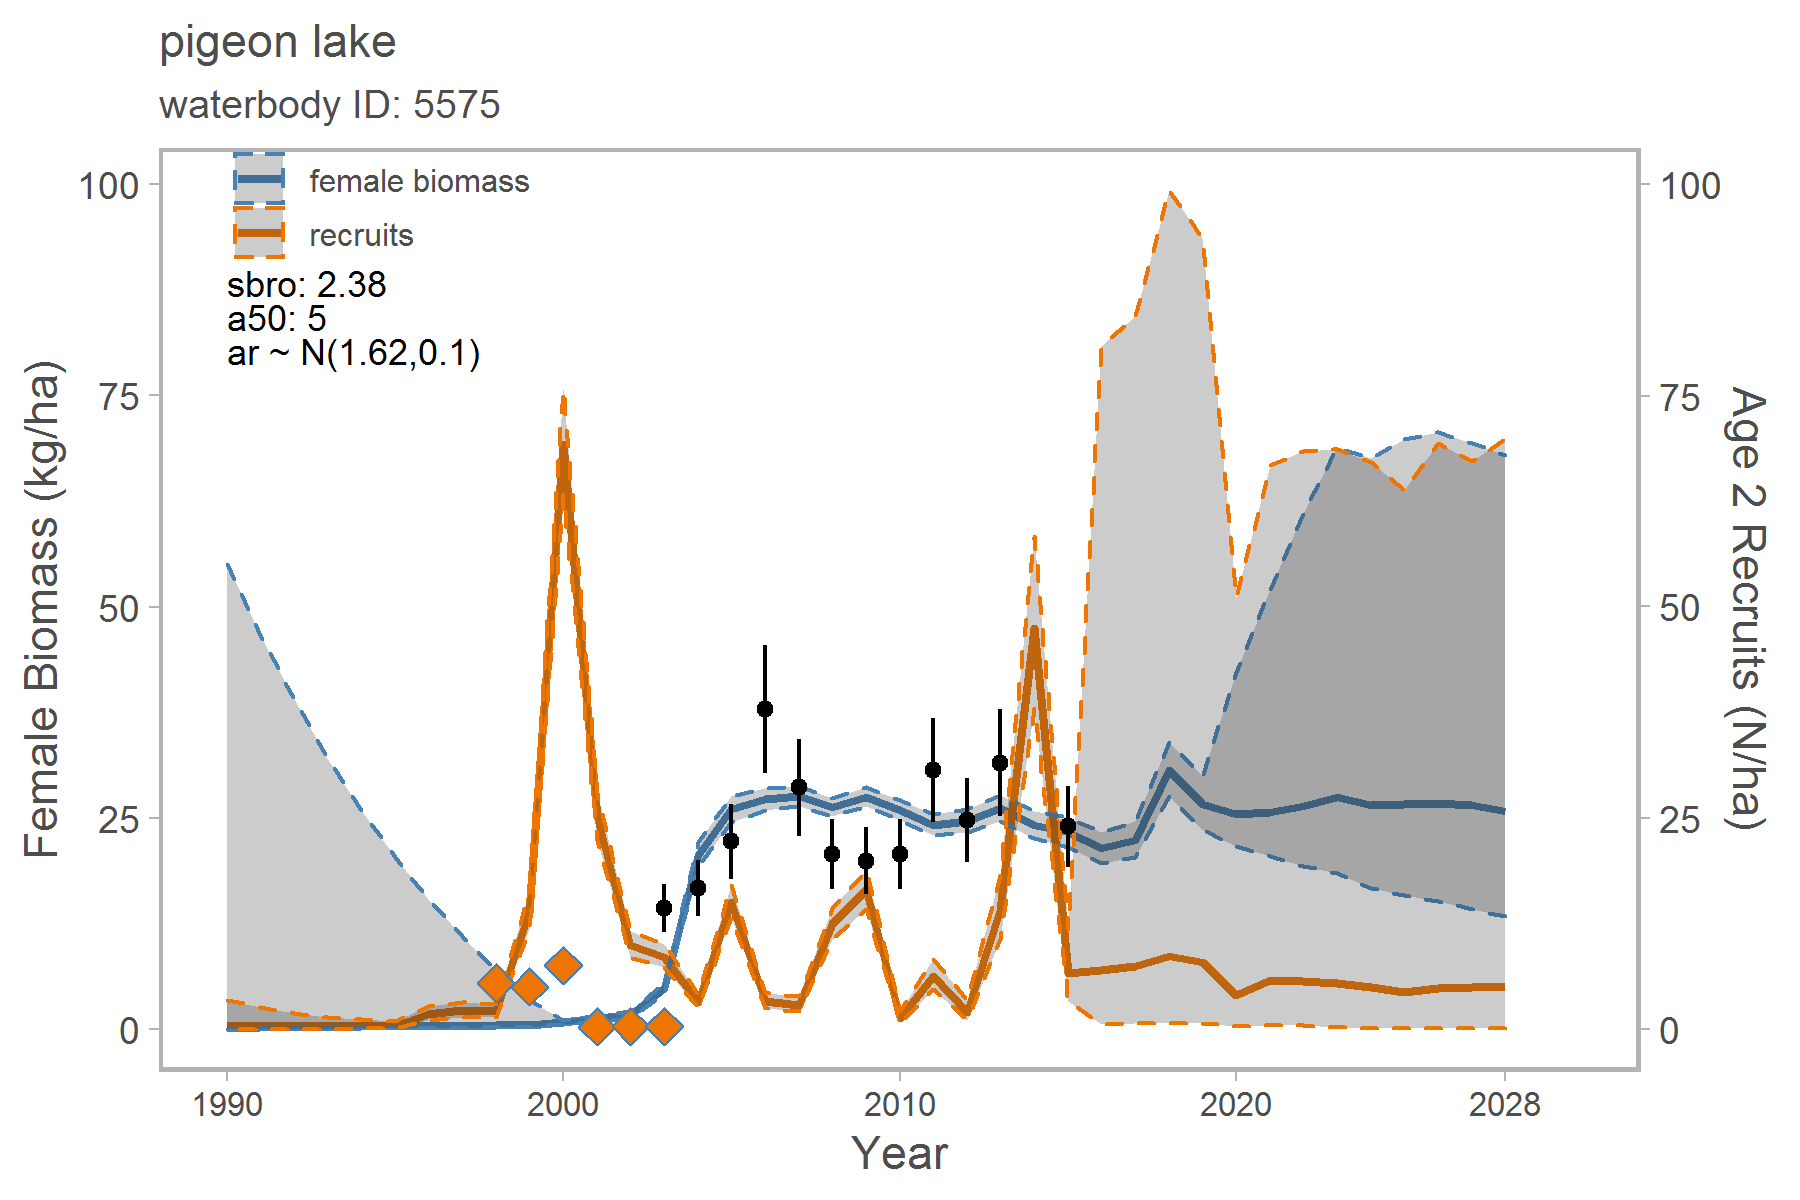 pigeon lake
waterbody ID: 5575
female biomass
recruits
sbro: 2.38
a50: 5
ar ~ N(1.62,0.1)
100
75
50
25
0
Female Biomass (kg/ha)
100
75
50
25
0
Age 2 Recruits (N/ha)
1990
2000
2010
2020
2028
Year